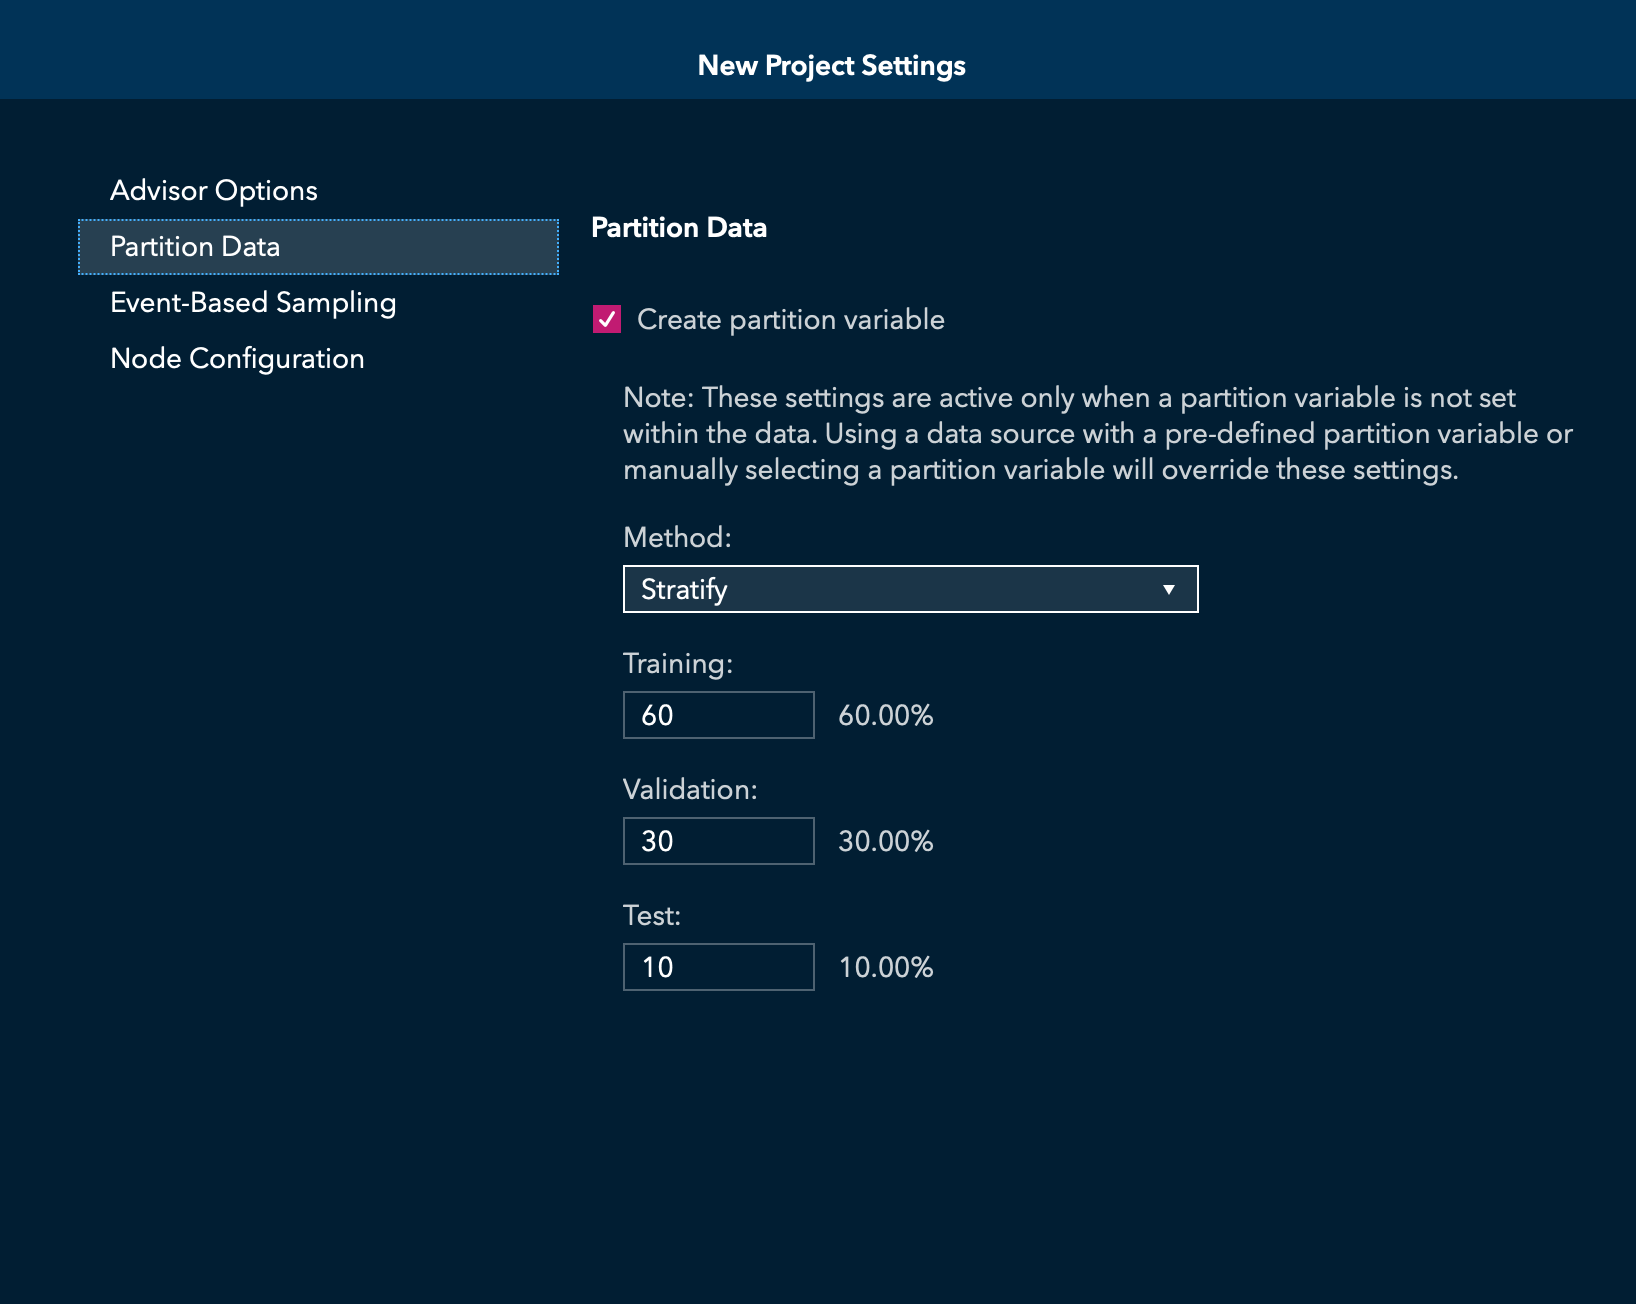 New Project Settings
Advisor Options
Partition Data
Event-Based Sampling
Node Configuration
Partition Data
Create partition variable
Note: These settings are active only when a partition variable is not set
within the data. Using a data source with a pre-defined partition variable or
manually selecting a partition variable will override these settings.
Method:
Stratify
Training:
60 60.00%
Validation:
30 30.00%
Test:
10 10.00%